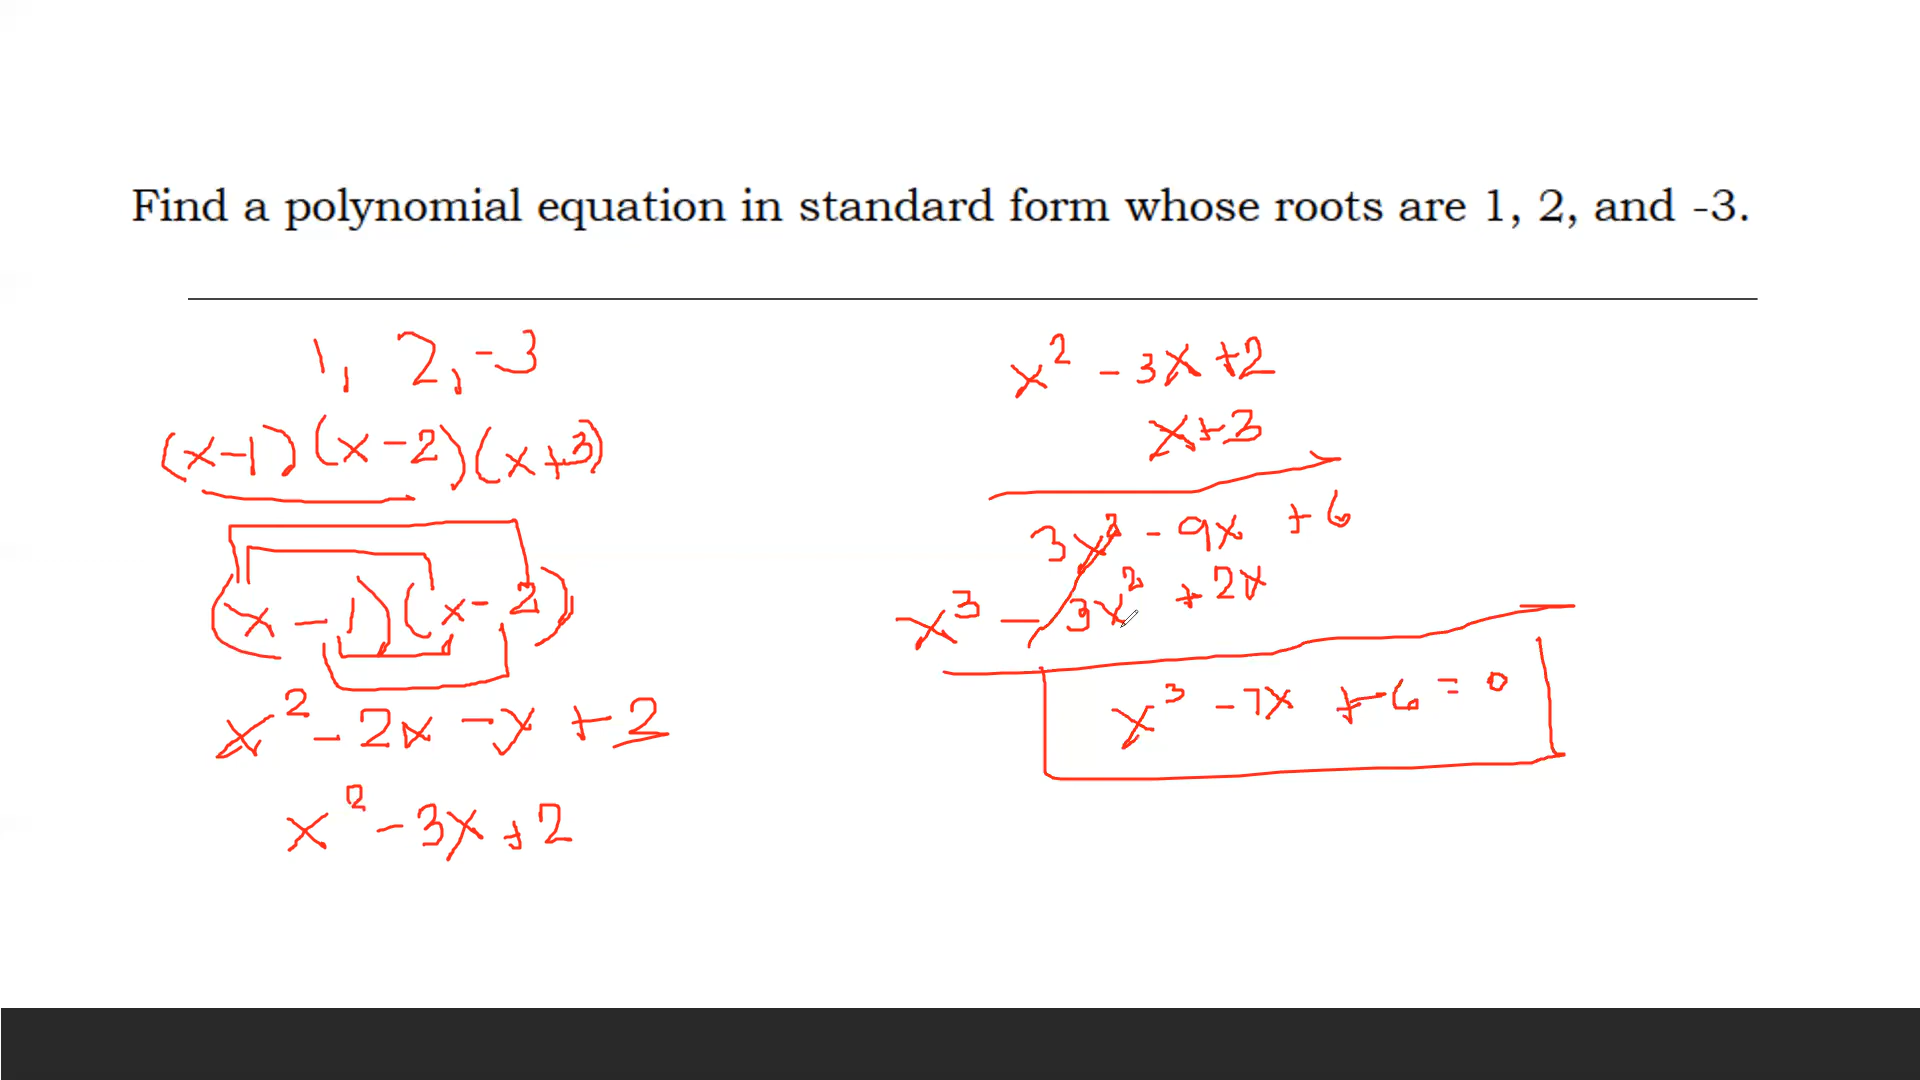 Find a polynomial equation in standard form whose roots are 1, 2, and -3.
1, 2, -3
(x-1) (x-2) (x+3)
(x-1) (x-2)
x² - 2x - x + 2
x² - 3x + 2
x² - 3x + 2
x + 3
3x² - 9x + 6
x³ - 3x² + 2x
x³ - 7x + 6 = 0